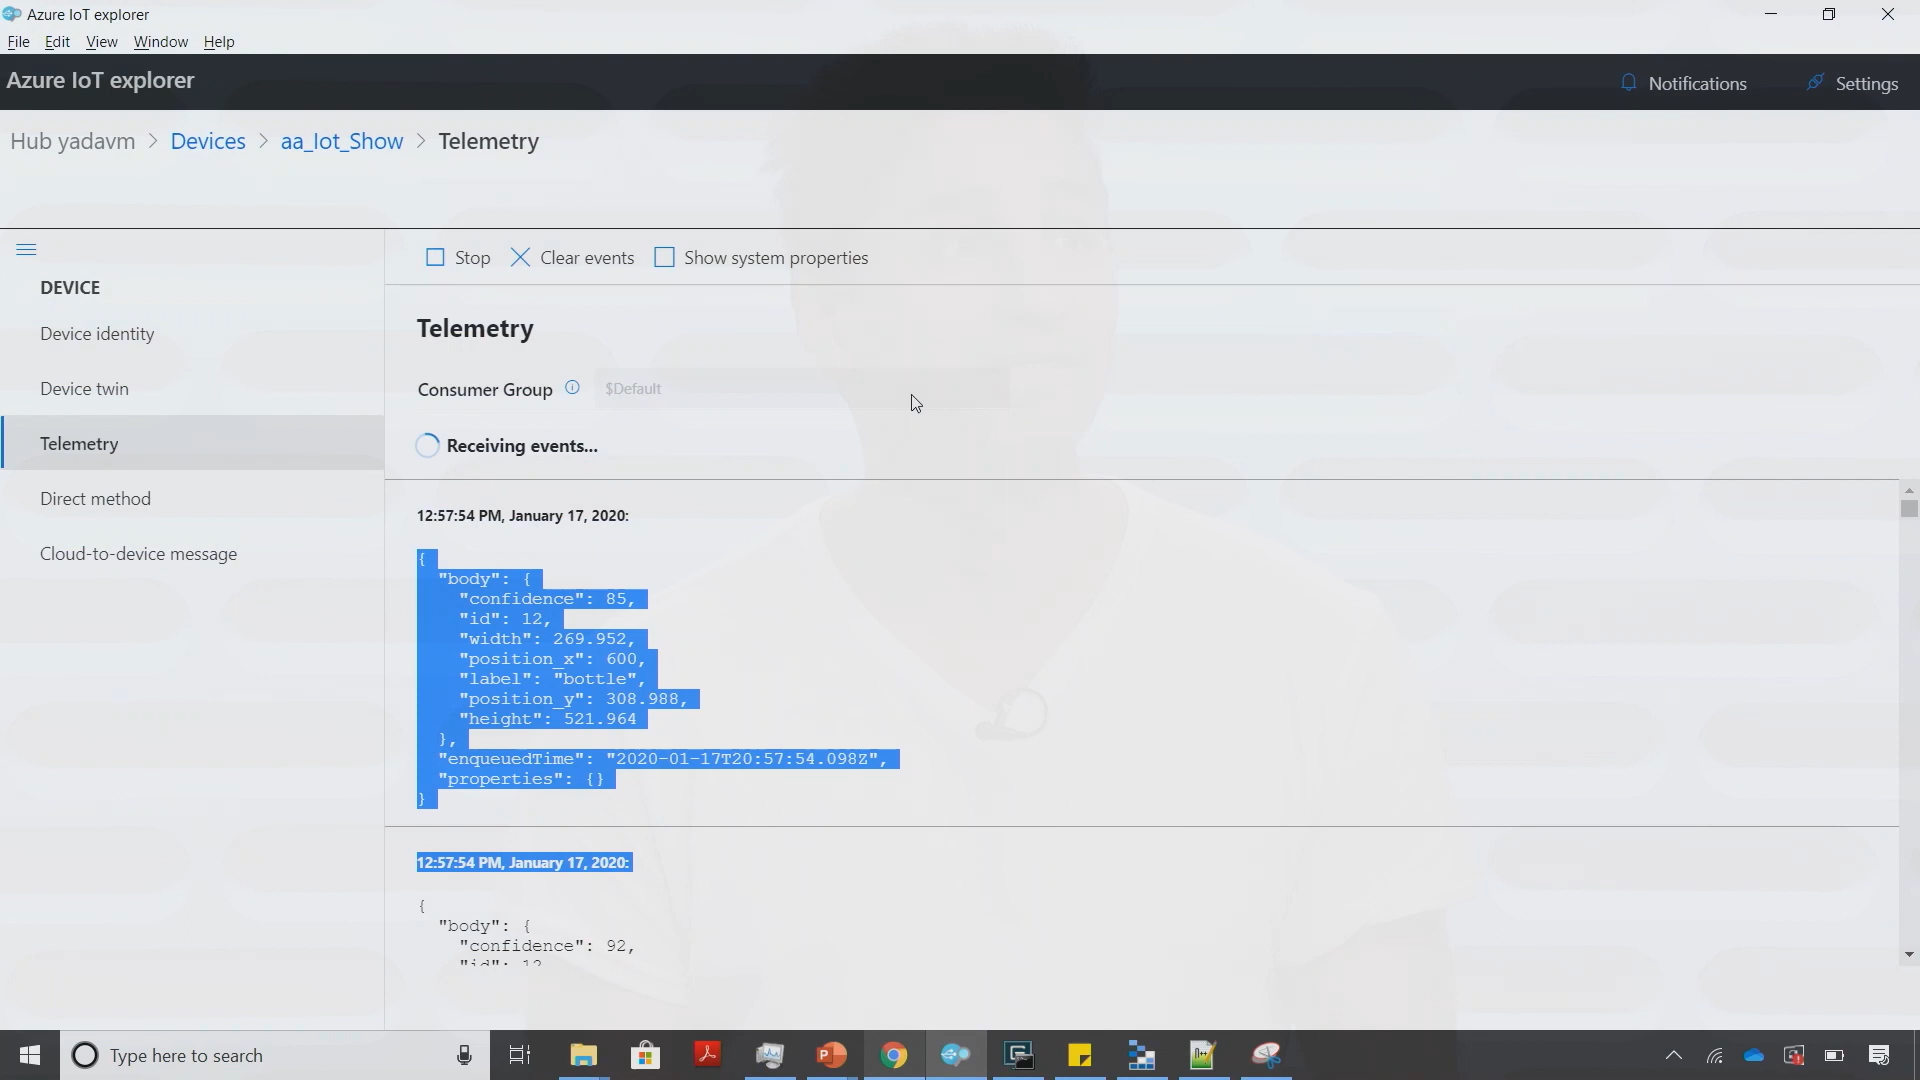 Azure IoT explorer
File Edit View Window Help
Azure IoT explorer
Notifications Settings
Hub yadavm > Devices > aa_Iot_Show > Telemetry
Stop Clear events Show system properties
DEVICE
Device identity
Device twin
Telemetry
Direct method
Cloud-to-device message
Telemetry
Consumer Group $Default
Receiving events...
12:57:54 PM, January 17, 2020:
{
"body": {
"confidence": 85,
"id": 12,
"width": 269.952,
"position_x": 600,
"label": "bottle",
"position_y": 308.988,
"height": 521.964
},
"enqueuedTime": "2020-01-17T20:57:54.098Z",
"properties": {}
}
12:57:54 PM, January 17, 2020:
{
"body": {
"confidence": 92,
"id": 12
Type here to search